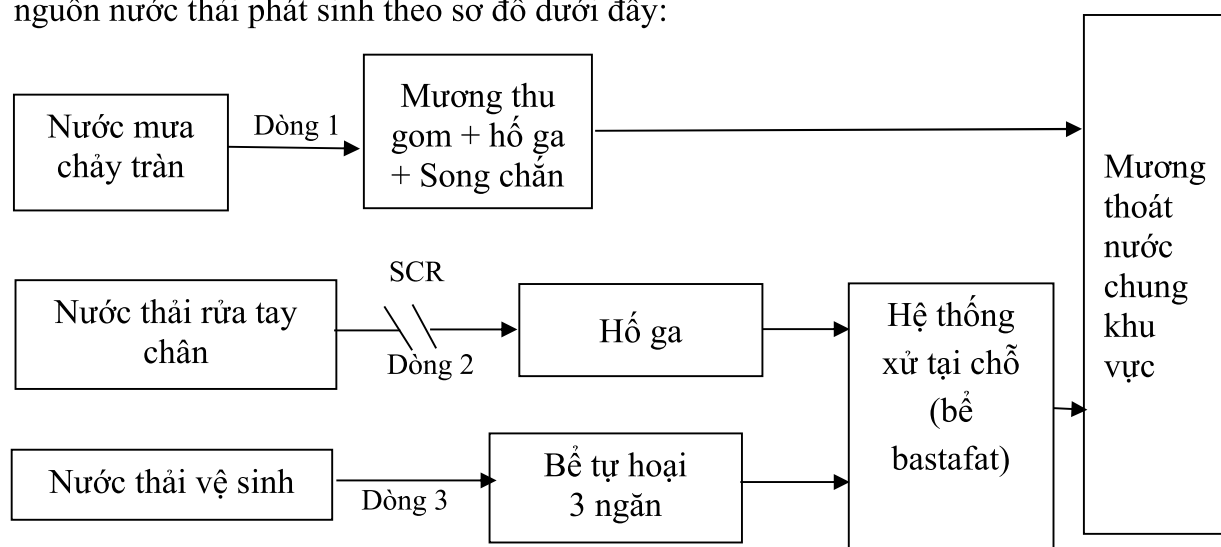 nguồn nước thải phát sinh theo sơ đồ dưới đây:
Nước mưa
chảy tràn
Dòng 1
Mương thu
gom + hố ga
+ Song chắn
Nước thải rửa tay
chân
SCR
Dòng 2
Hố ga
Nước thải vệ sinh
Dòng 3
Bể tự hoại
3 ngăn
Hệ thống
xử tại chỗ
(bể
bastafat)
Mương
thoát
nước
chung
khu
vực